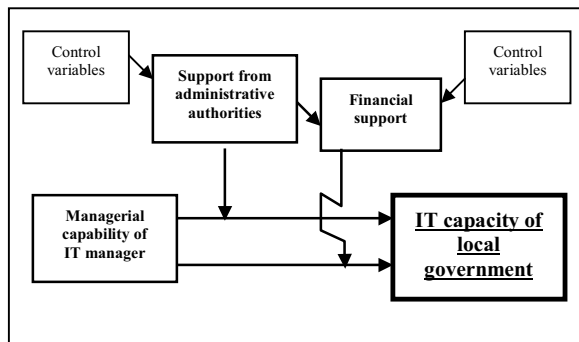 Control
variables
Support from
administrative
authorities
Financial
support
Control
variables
Managerial
capability of
IT manager
IT capacity of
local
government